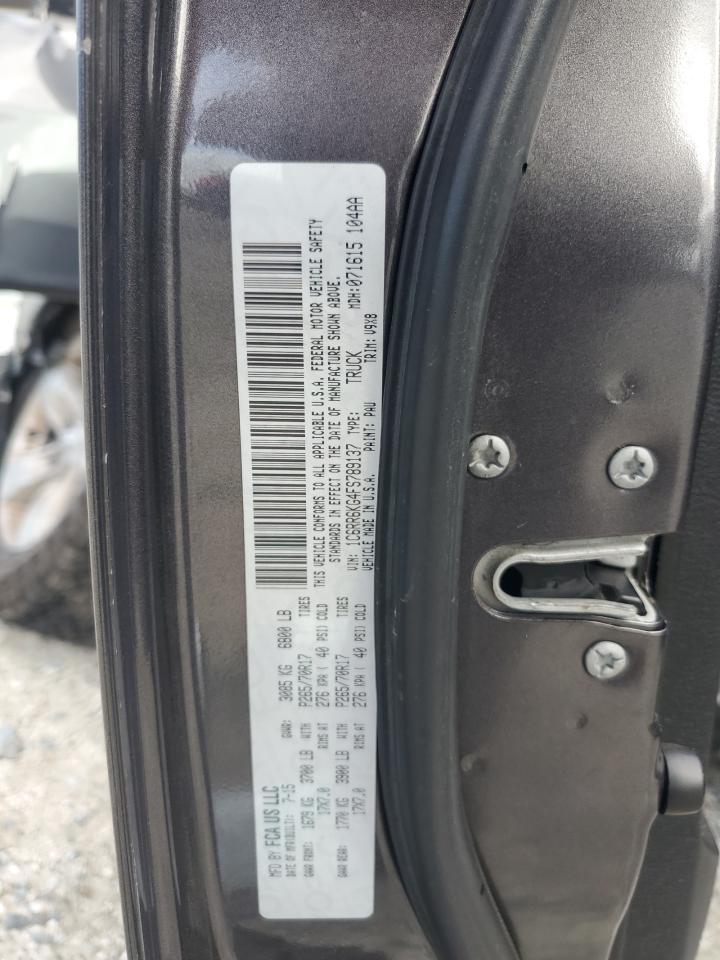 MFD BY FCA US LLC
DATE OF MFR(BUILT): 7-15 GVWR: 3085 KG 6800 LB
GAWR FRONT: 1679 KG 3700 LB WITH P265/70R17 TIRES
17X7.0 RIMS AT 276 KPA ( 40 PSI) COLD
GAWR REAR: 1770 KG 3900 LB WITH P265/70R17 TIRES
17X7.0 RIMS AT 276 KPA ( 40 PSI) COLD
THIS VEHICLE CONFORMS TO ALL APPLICABLE U.S.A. FEDERAL MOTOR VEHICLE SAFETY
STANDARDS IN EFFECT ON THE DATE OF MANUFACTURE SHOWN ABOVE.
VIN: 1C6RR6KG4FS789137 TYPE: TRUCK MDH:071615 104AA
VEHICLE MADE IN U.S.A. PAINT: PAU TRIM: V9X8